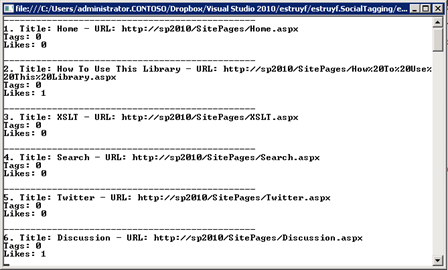 file:///C:/Users/administrator.CONTOSO/Dropbox/Visual Studio 2010/estruyf/estruyf.SocialTagging/e...
1. Title: Home - URL: http://sp2010/SitePages/Home.aspx
Tags: 0
Likes: 0
2. Title: How To Use This Library - URL: http://sp2010/SitePages/How%20To%20Use%
20This%20Library.aspx
Tags: 0
Likes: 1
3. Title: XSLT - URL: http://sp2010/SitePages/XSLT.aspx
Tags: 0
Likes: 0
4. Title: Search - URL: http://sp2010/SitePages/Search.aspx
Tags: 0
Likes: 0
5. Title: Twitter - URL: http://sp2010/SitePages/Twitter.aspx
Tags: 0
Likes: 0
6. Title: Discussion - URL: http://sp2010/SitePages/Discussion.aspx
Tags: 0
Likes: 1